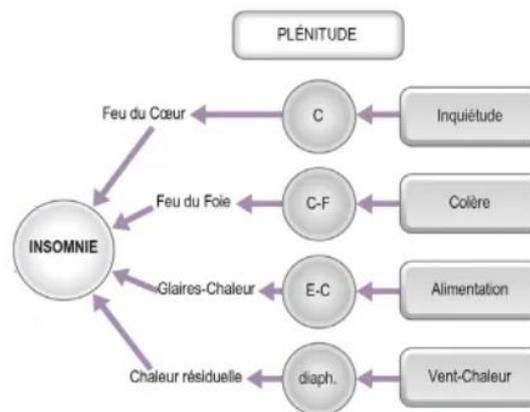 PLÉNITUDE
Feu du Cœur
C
Inquiétude
Feu du Foie
C-F
Colère
INSOMNIE
Glaires-Chaleur
E-C
Alimentation
Chaleur résiduelle
diaph.
Vent-Chaleur